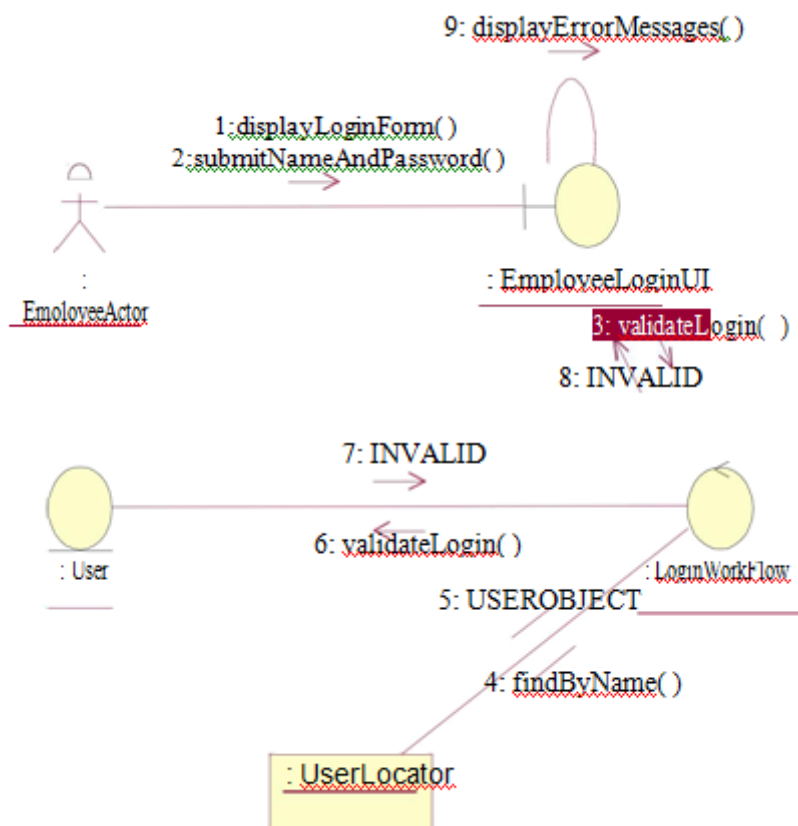 9: displayErrorMessages( )
1:displayLoginForm( )
2:submitNameAndPassword( )
: EmployeeLoginUI
:
EmoloveeActor
3: validateLogin( )
8: INVALID
7: INVALID
6: validateLogin( )
: User
: LoginWorkFlow
5: USEROBJECT
4: findByName( )
: UserLocator